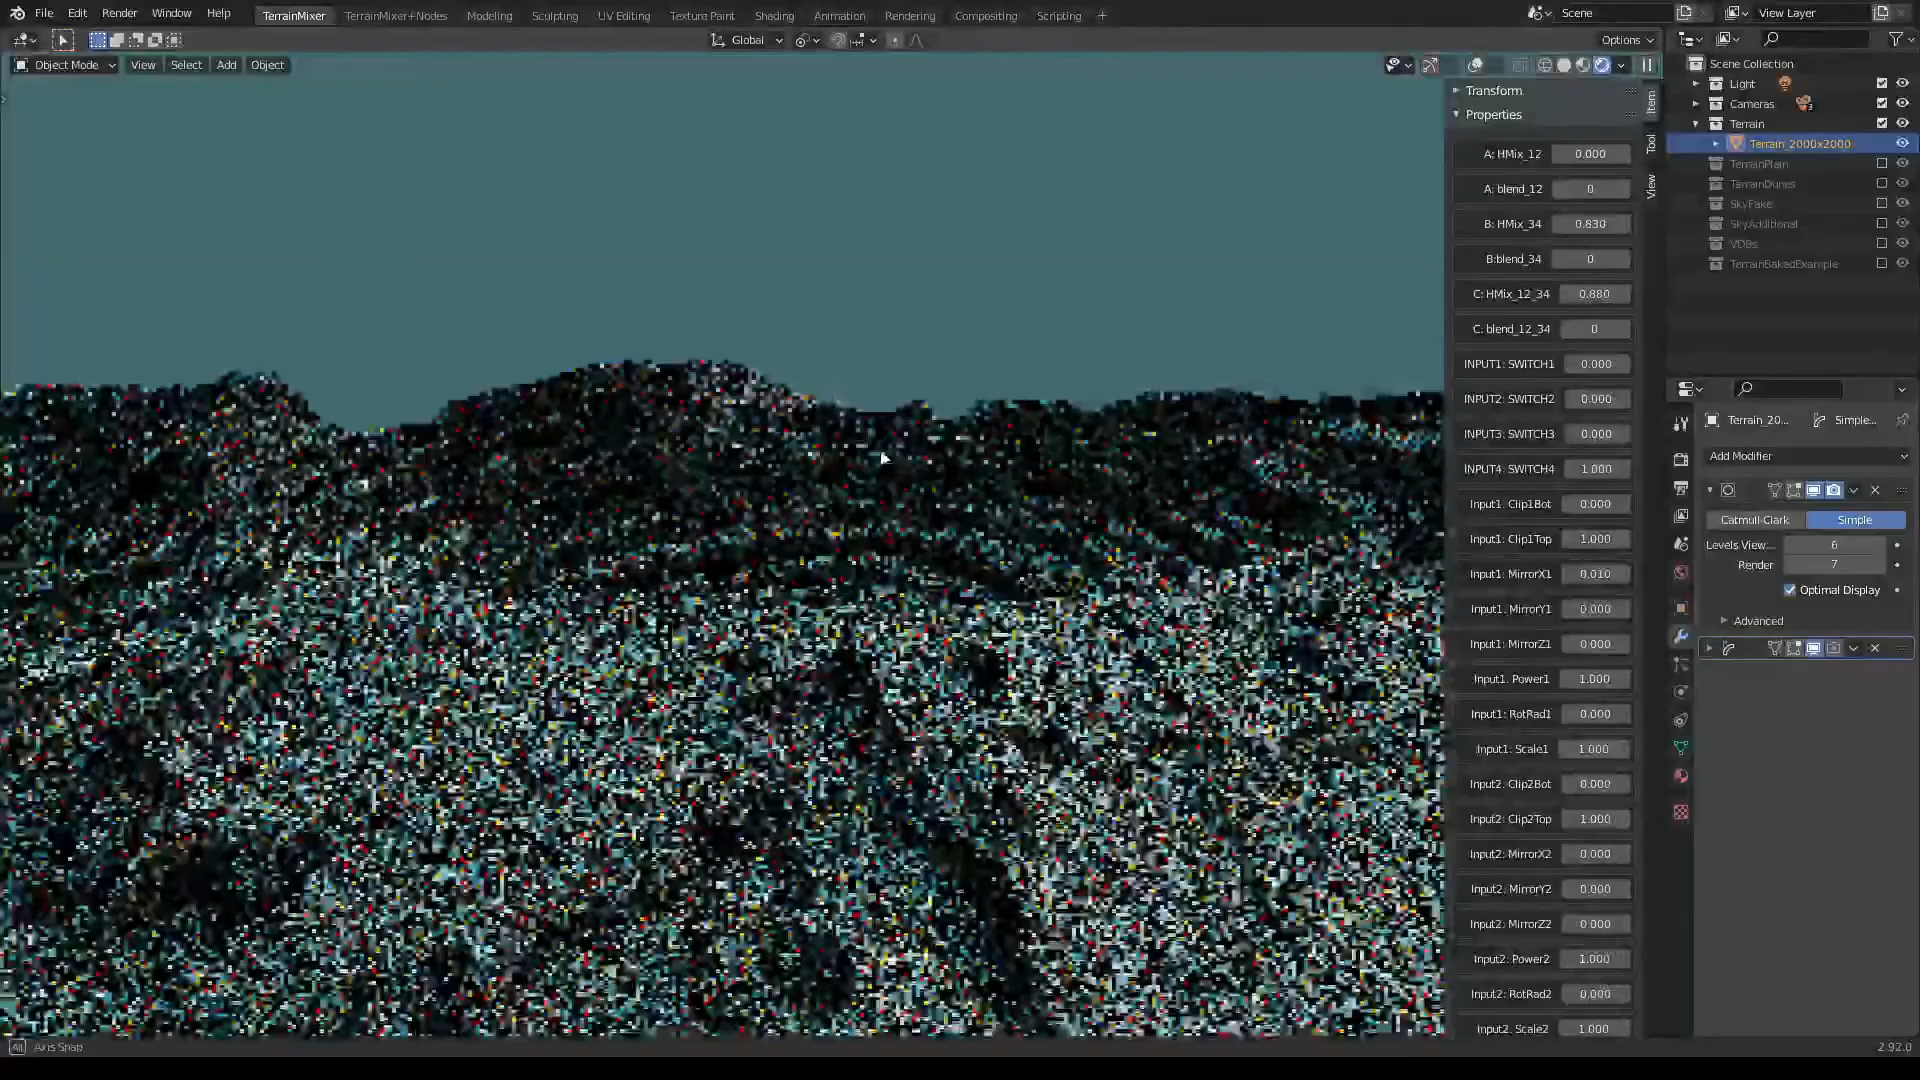 File Edit Render Window Help TerrainMixer TerrainMixer+Nodes Modeling Sculpting UV Editing Texture Paint Shading Animation Rendering Compositing Scripting + Scene View Layer
Global Options
Object Mode View Select Add Object
Transform
Properties
A: HMix_12 0.000
A: blend_12 0
B: HMix_34 0.830
B:blend_34 0
C: HMix_12_34 0.880
C: blend_12_34 0
INPUT1: SWITCH1 0.000
INPUT2: SWITCH2 0.000
INPUT3: SWITCH3 0.000
INPUT4: SWITCH4 1.000
Input1: Clip1Bot 0.000
Input1: Clip1Top 1.000
Input1: MirrorX1 0.010
Input1: MirrorY1 0.000
Input1: MirrorZ1 0.000
Input1: Power1 1.000
Input1: RotRad1 0.000
Input1: Scale1 1.000
Input2: Clip2Bot 0.000
Input2: Clip2Top 1.000
Input2: MirrorX2 0.000
Input2: MirrorY2 0.000
Input2: MirrorZ2 0.000
Input2: Power2 1.000
Input2: RotRad2 0.000
Input2: Scale2 1.000
Item
Tool
View
Scene Collection
Light
Cameras 3
Terrain
Terrain_2000x2000
TerrainPlain
TerrainDunes
SkyFake
SkyAdditional
VDBs
TerrainBakedExample
Terrain_20... Simple...
Add Modifier
Catmull-Clark Simple
Levels View... 6
Render 7
Optimal Display
Advanced
Alt Axis Snap
2.92.0